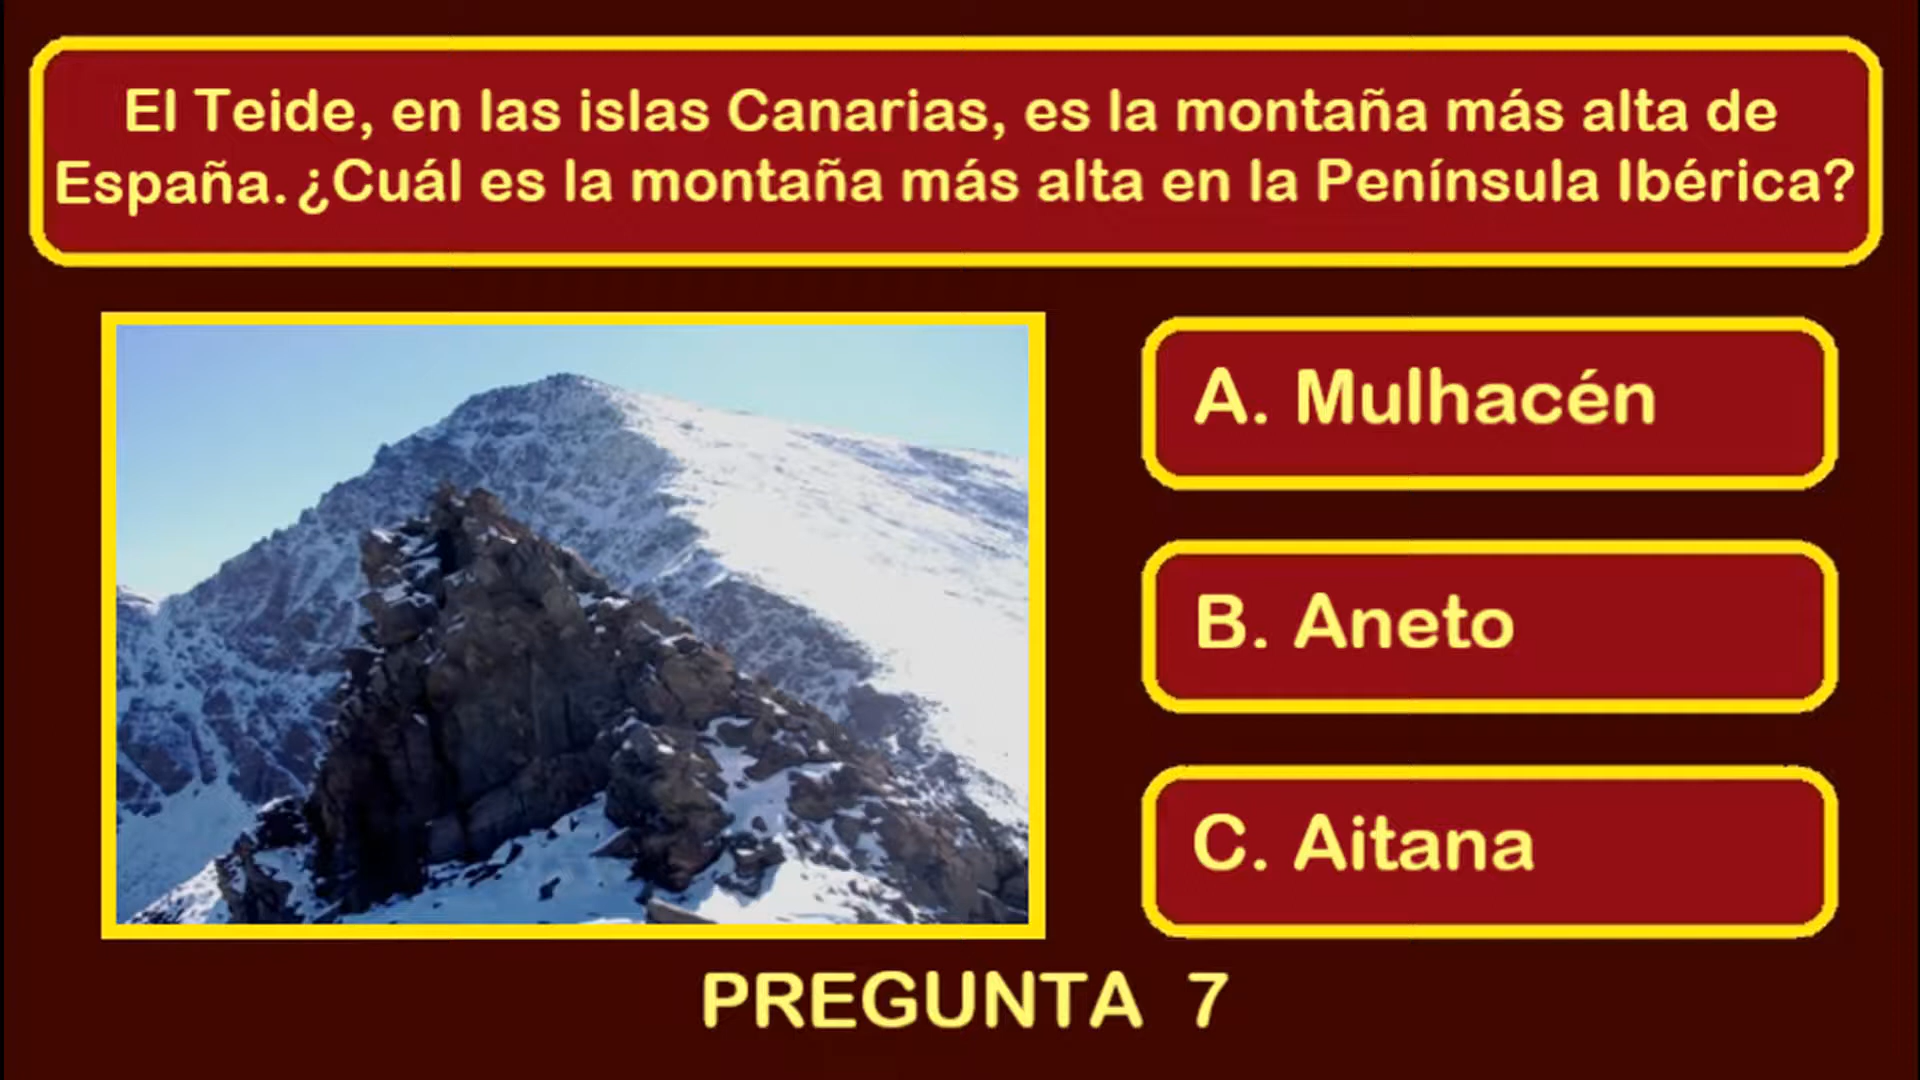 El Teide, en las islas Canarias, es la montaña más alta de
España. ¿Cuál es la montaña más alta en la Península Ibérica?
A. Mulhacén
B. Aneto
C. Aitana
PREGUNTA 7